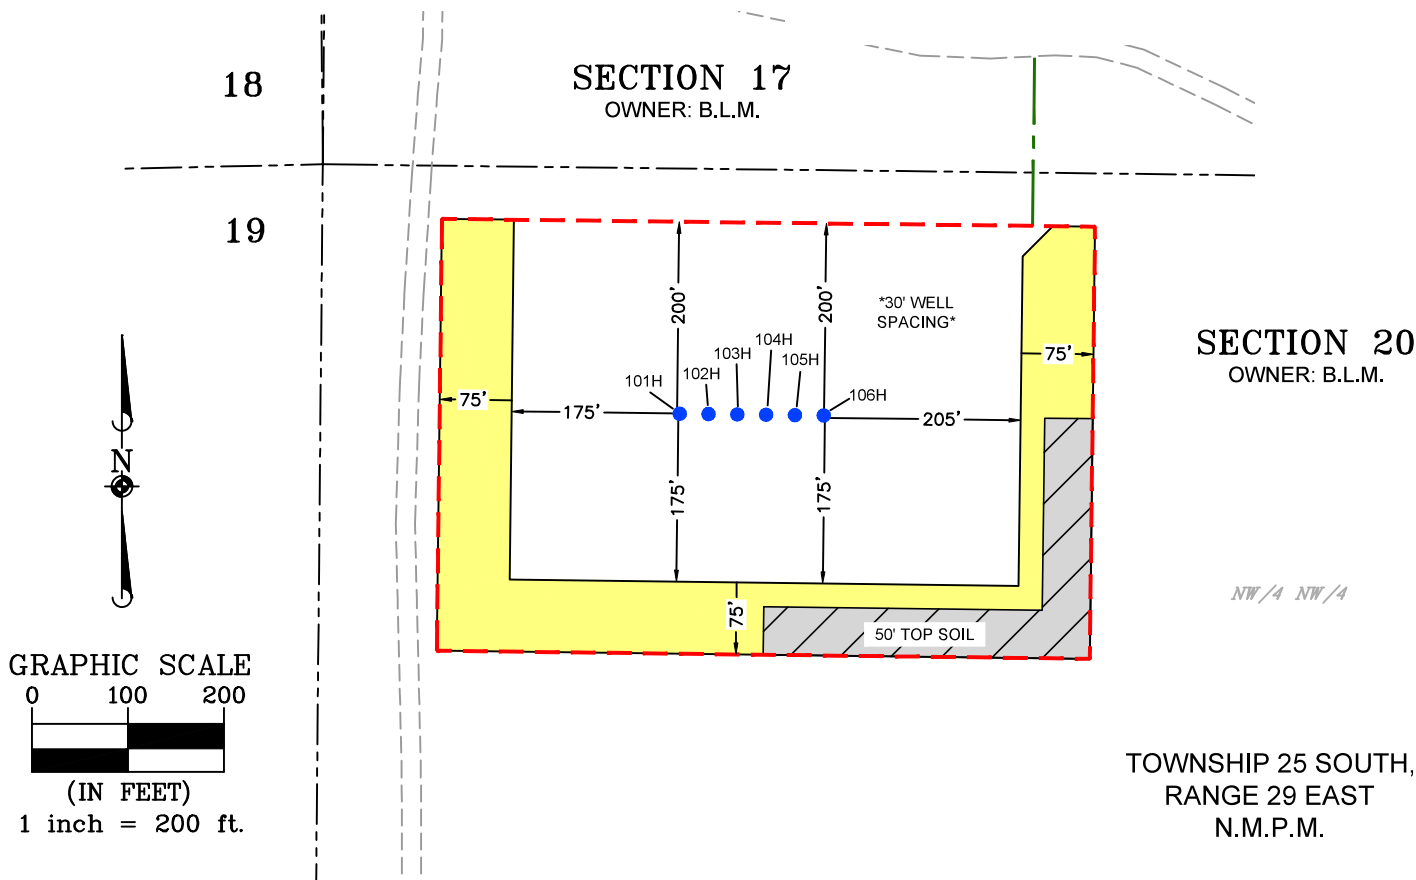 18
SECTION 17
OWNER: B.L.M.
19
200'
200'
*30' WELL
SPACING*
104H
103H
105H
102H
101H
106H
75'
75'
175'
205'
175'
175'
75'
50' TOP SOIL
SECTION 20
OWNER: B.L.M.
N
NW/4 NW/4
GRAPHIC SCALE
0 100 200
(IN FEET)
1 inch = 200 ft.
TOWNSHIP 25 SOUTH,
RANGE 29 EAST
N.M.P.M.